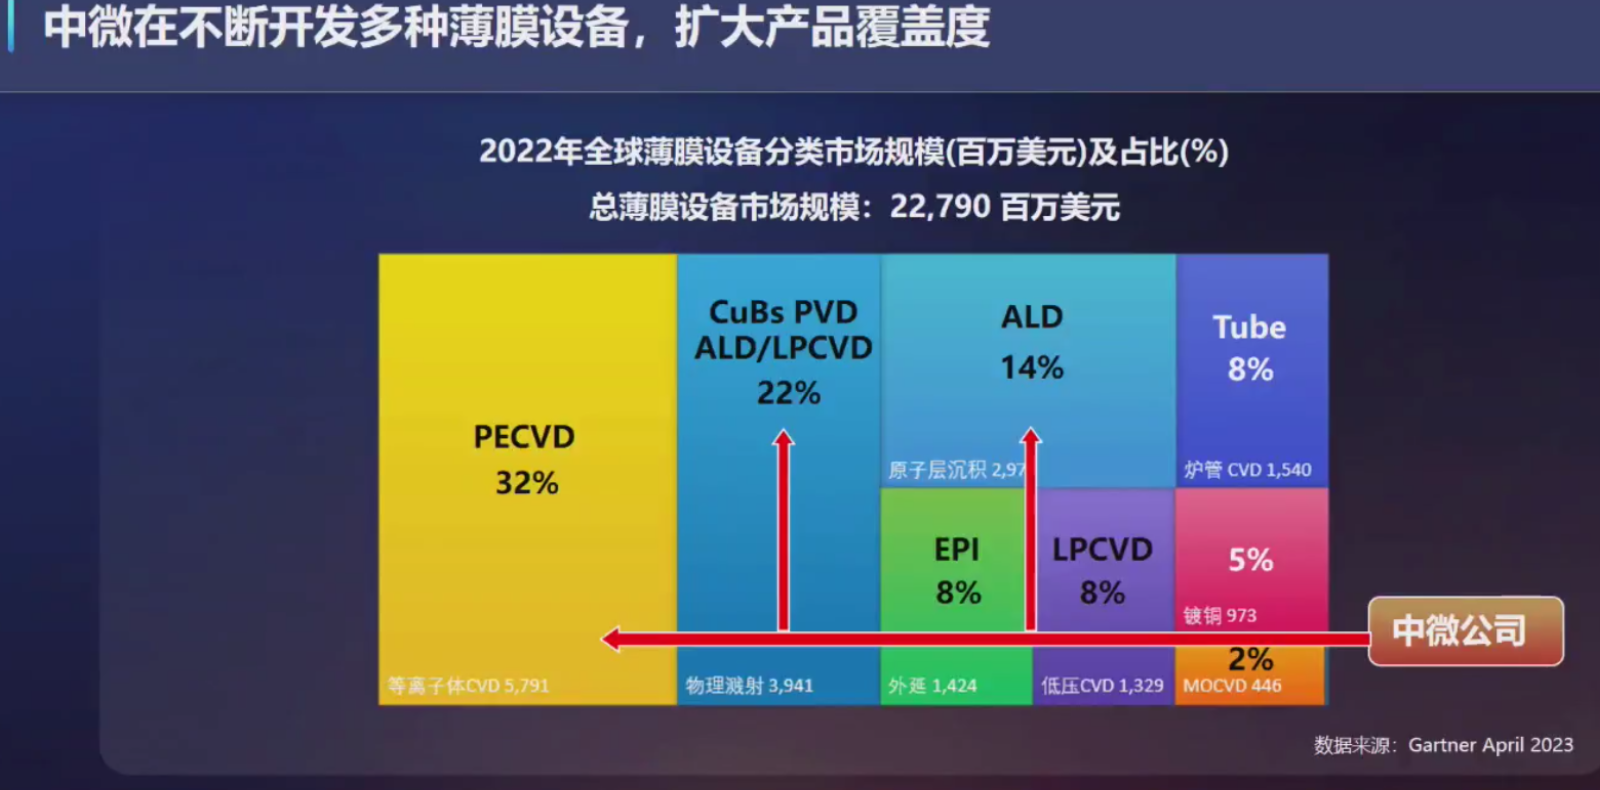 中微在不断开发多种薄膜设备，扩大产品覆盖度
2022年全球薄膜设备分类市场规模(百万美元)及占比(%)
总薄膜设备市场规模：22,790 百万美元
PECVD
32%
等离子体CVD 5,791
CuBs PVD
ALD/LPCVD
22%
物理溅射 3,941
ALD
14%
原子层沉积 2,97
Tube
8%
炉管 CVD 1,540
EPI
8%
外延 1,424
LPCVD
8%
低压CVD 1,329
5%
镀铜 973
2%
MOCVD 446
中微公司
数据来源：Gartner April 2023